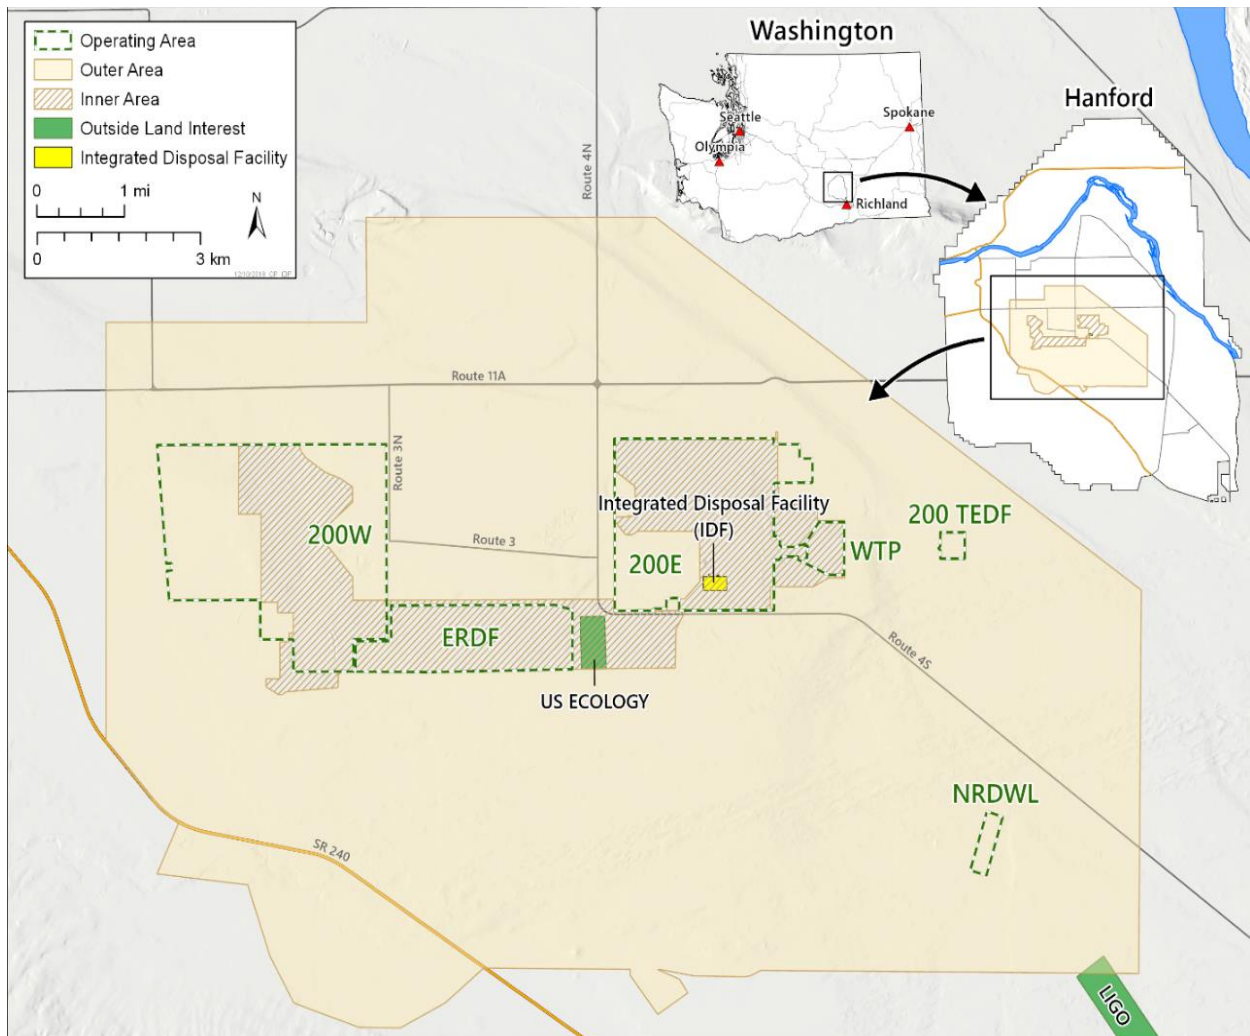 Operating Area
Outer Area
Inner Area
Outside Land Interest
Integrated Disposal Facility
0 1 mi
N
0 3 km
Washington
Seattle
Spokane
Olympia
Richland
Hanford
Route 4N
Route 11A
Route 3N
Route 3
200W
Integrated Disposal Facility
(IDF)
200E
WTP
200 TEDF
ERDF
US ECOLOGY
Route 4S
NRDWL
SR 240
LIGO